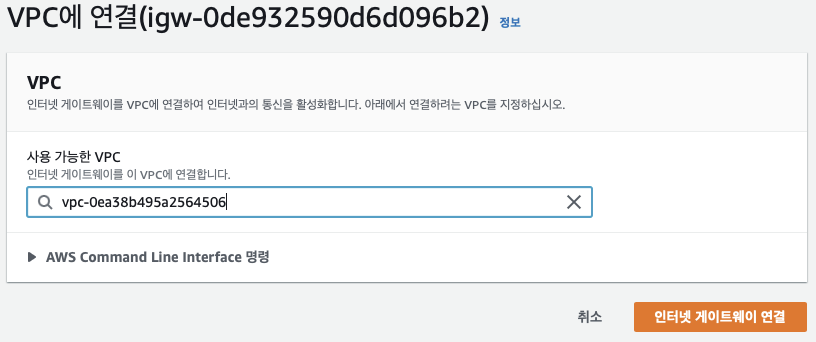 VPC에 연결(igw-0de932590d6d096b2) 정보
VPC
인터넷 게이트웨이를 VPC에 연결하여 인터넷과의 통신을 활성화합니다. 아래에서 연결하려는 VPC를 지정하십시오.
사용 가능한 VPC
인터넷 게이트웨이를 이 VPC에 연결합니다.
vpc-0ea38b495a2564506
AWS Command Line Interface 명령
취소
인터넷 게이트웨이 연결